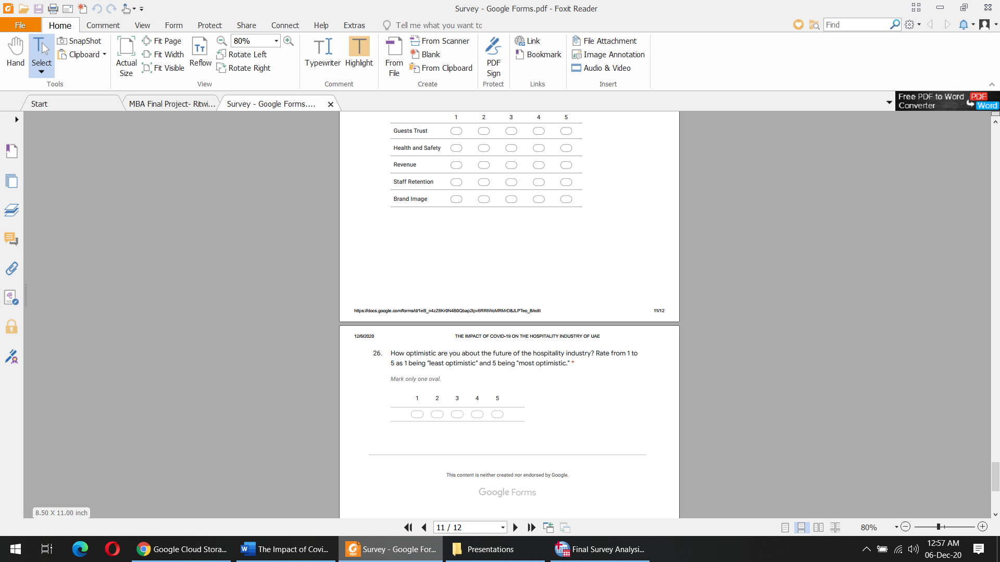 Survey - Google Forms.pdf - Foxit Reader
File Home Comment View Form Protect Share Connect Help Extras Tell me what you want to Find
Hand
Select
SnapShot
Clipboard
Tools
Actual Size
Fit Page
Fit Width
Fit Visible
Reflow
80%
Rotate Left
Rotate Right
View
Typewriter
Highlight
Comment
From File
From Scanner
Blank
From Clipboard
Create
PDF Sign
Protect
Link
Bookmark
Links
File Attachment
Image Annotation
Audio & Video
Insert
Start MBA Final Project- Ritwi... Survey - Google Forms....
Free PDF to Word PDF
Converter Word
1 2 3 4 5
Guests Trust
Health and Safety
Revenue
Staff Retention
Brand Image
11/12
12/6/2020 THE IMPACT OF COVID-19 ON THE HOSPITALITY INDUSTRY OF UAE
26. How optimistic are you about the future of the hospitality industry? Rate from 1 to
5 as 1 being "least optimistic" and 5 being "most optimistic." *
Mark only one oval.
1 2 3 4 5
This content is neither created nor endorsed by Google.
Google Forms
8.50 X 11.00 inch
11 / 12
80%
Google Cloud Stora... The Impact of Covi... Survey - Google For... Presentations Final Survey Analysi...
12:57 AM
06-Dec-20